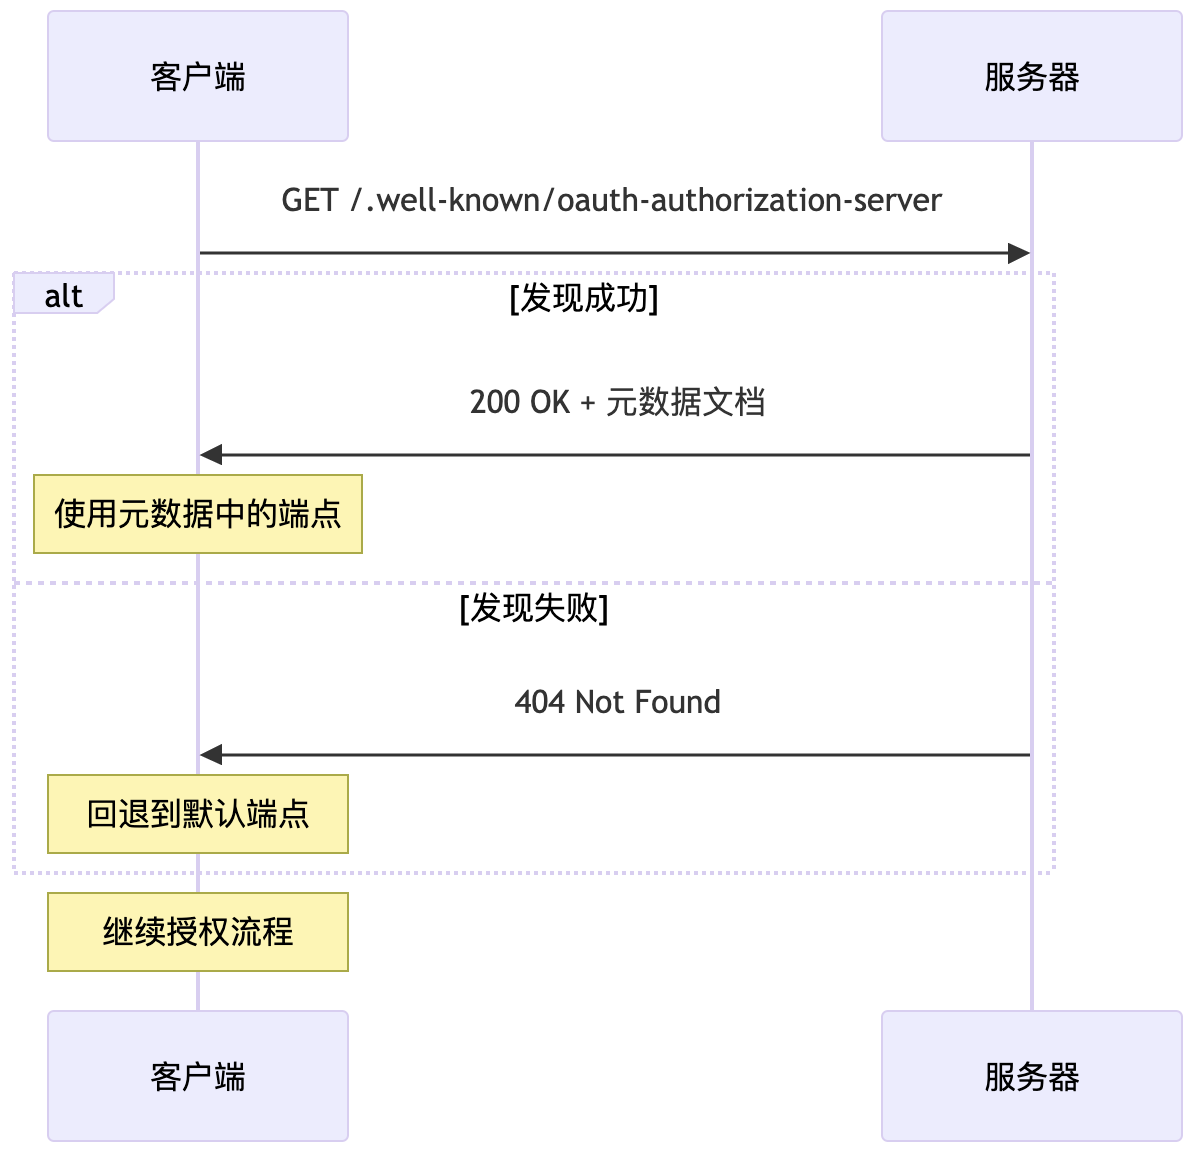 客户端
服务器
GET /.well-known/oauth-authorization-server
alt
[发现成功]
200 OK + 元数据文档
使用元数据中的端点
[发现失败]
404 Not Found
回退到默认端点
继续授权流程
客户端
服务器